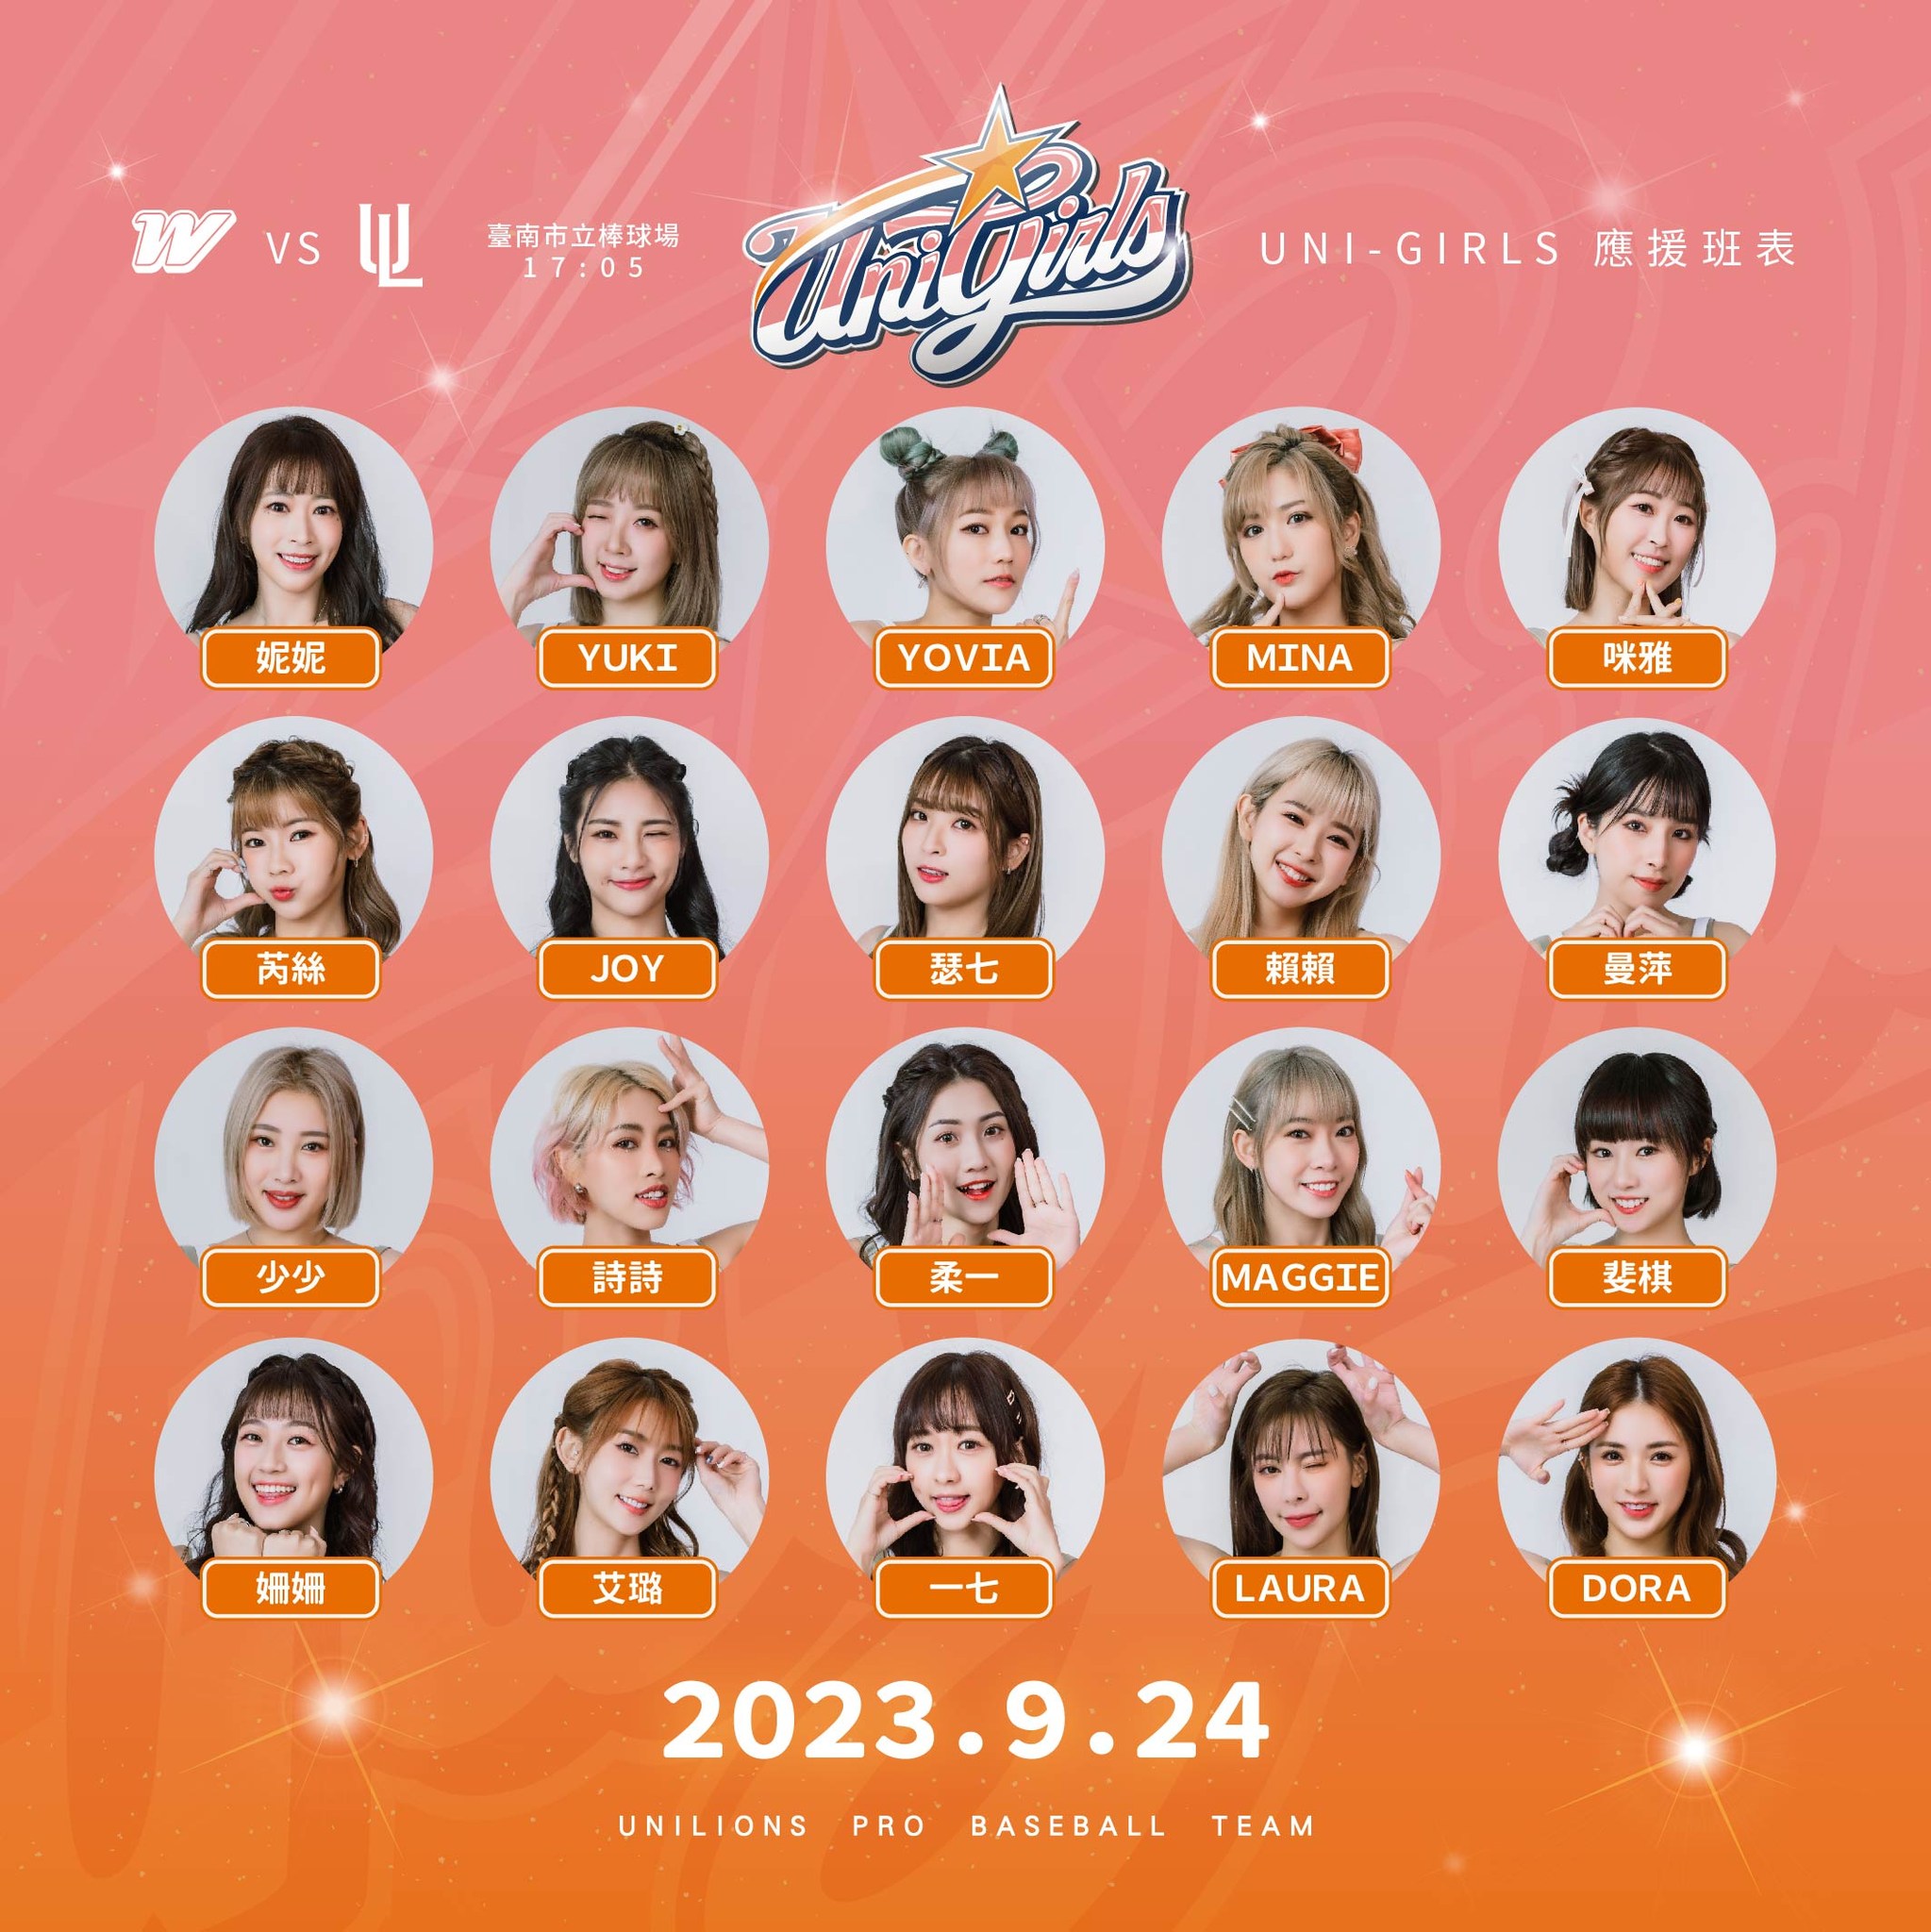 W VS UL
臺南市立棒球場
17:05
UniGirls
UNI-GIRLS 應援班表
妮妮
YUKI
YOVIA
MINA
咪雅
芮絲
JOY
瑟七
賴賴
曼萍
少少
詩詩
柔一
MAGGIE
斐棋
姍姍
艾璐
一七
LAURA
DORA
2023.9.24
UNILIONS PRO BASEBALL TEAM